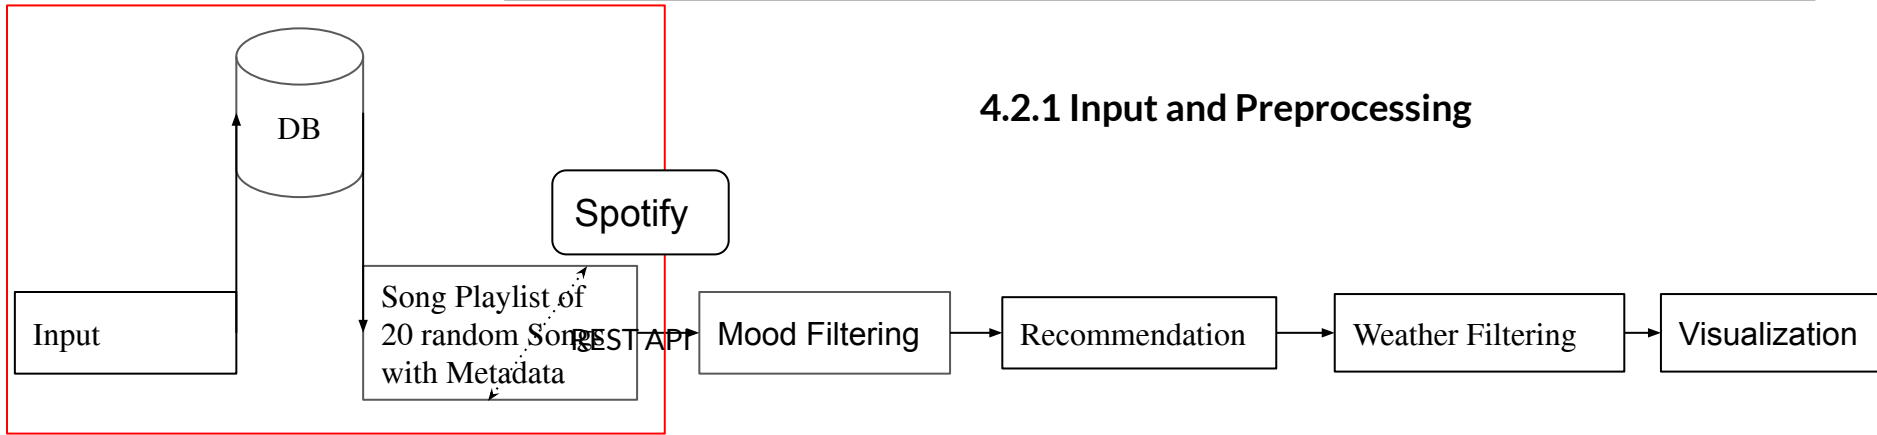 4.2.1 Input and Preprocessing
DB
Spotify
Input
Song Playlist of
20 random Songs
with Metadata
REST API
Mood Filtering
Recommendation
Weather Filtering
Visualization